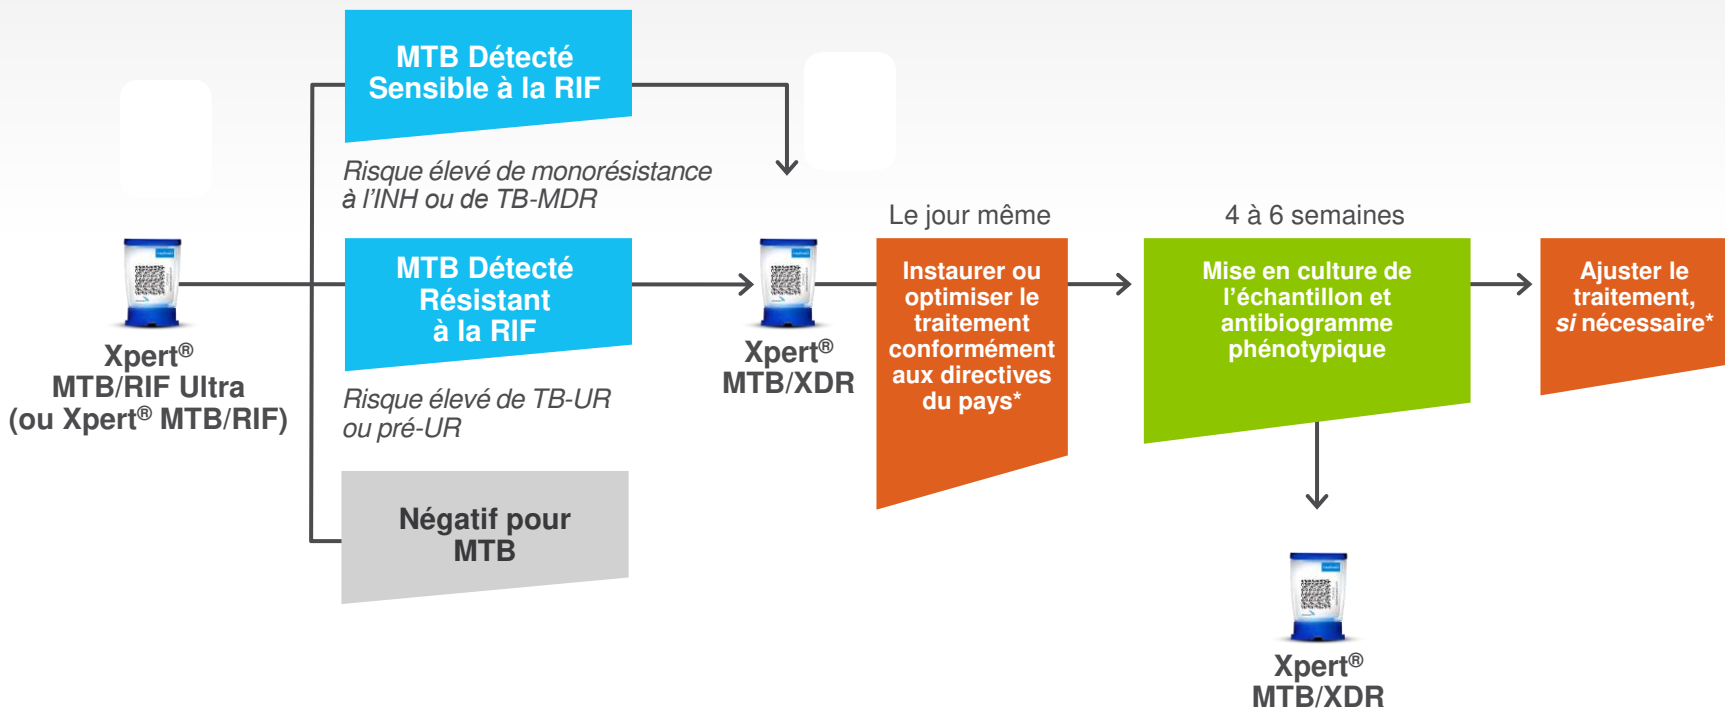 MTB Détecté
Sensible à la RIF
Risque élevé de monorésistance
à l'INH ou de TB-MDR
Xpert®
MTB/RIF Ultra
(ou Xpert® MTB/RIF)
MTB Détecté
Résistant
à la RIF
Risque élevé de TB-UR
ou pré-UR
Négatif pour
MTB
Xpert®
MTB/XDR
Le jour même
Instaurer ou
optimiser le
traitement
conformément
aux directives
du pays*
4 à 6 semaines
Mise en culture de
l'échantillon et
antibiogramme
phénotypique
Xpert®
MTB/XDR
Ajuster le
traitement,
si nécessaire*